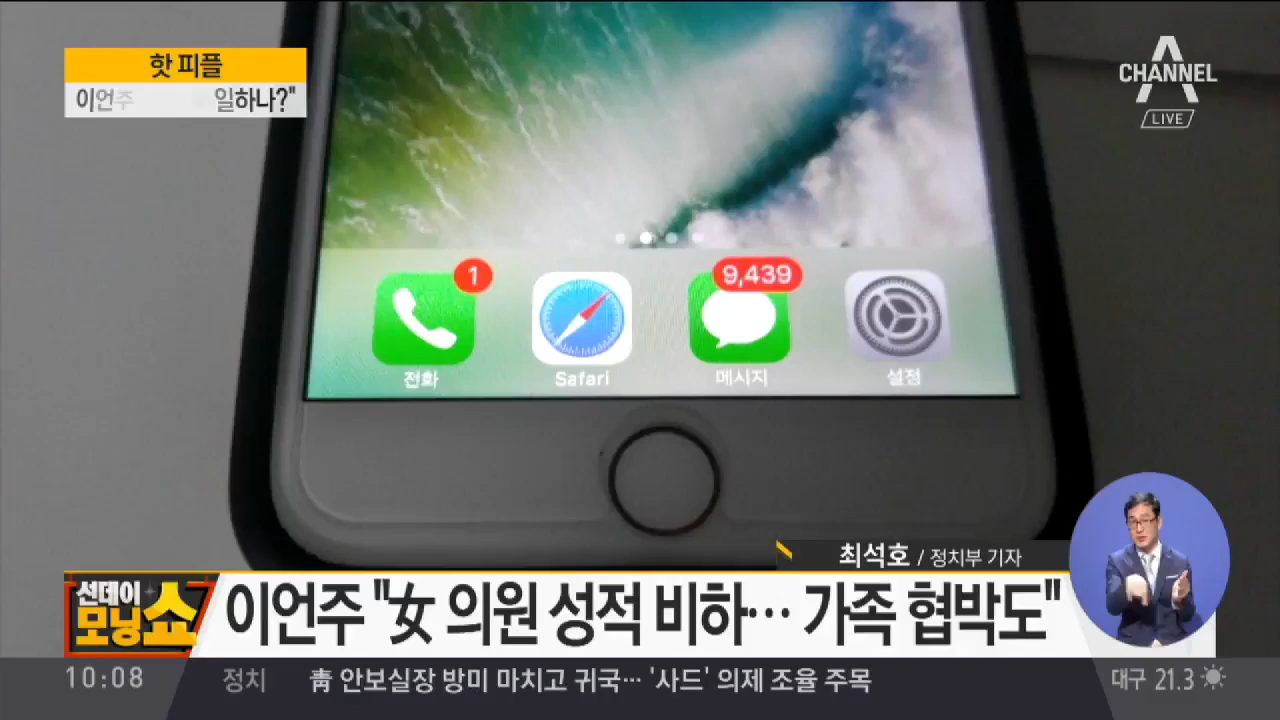 핫 피플
이언주 일하나?"
CHANNEL
LIVE
1
9,439
전화
Safari
메시지
설정
최석호 / 정치부 기자
선데이
모닝쇼
이언주 "女 의원 성적 비하… 가족 협박도"
10:08
정치
靑 안보실장 방미 마치고 귀국… '사드' 의제 조율 주목
대구 21.3